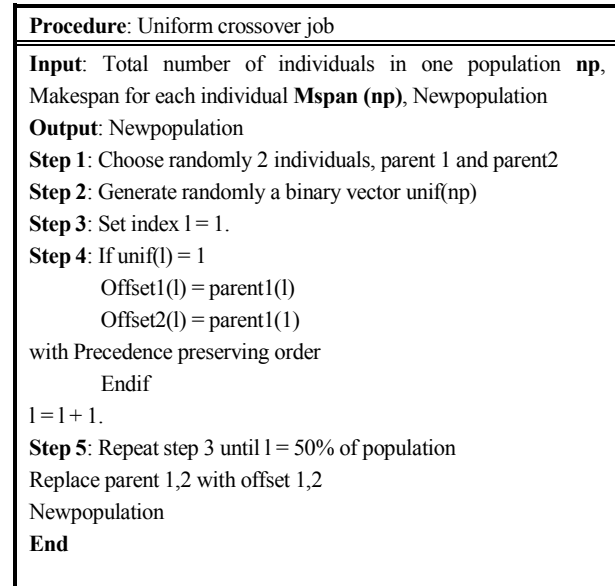 Procedure: Uniform crossover job
Input: Total number of individuals in one population np,
Makespan for each individual Mspan (np), Newpopulation
Output: Newpopulation
Step 1: Choose randomly 2 individuals, parent 1 and parent2
Step 2: Generate randomly a binary vector unif(np)
Step 3: Set index l = 1.
Step 4: If unif(l) = 1
Offset1(l) = parent1(l)
Offset2(l) = parent1(1)
with Precedence preserving order
Endif
l = l + 1.
Step 5: Repeat step 3 until l = 50% of population
Replace parent 1,2 with offset 1,2
Newpopulation
End